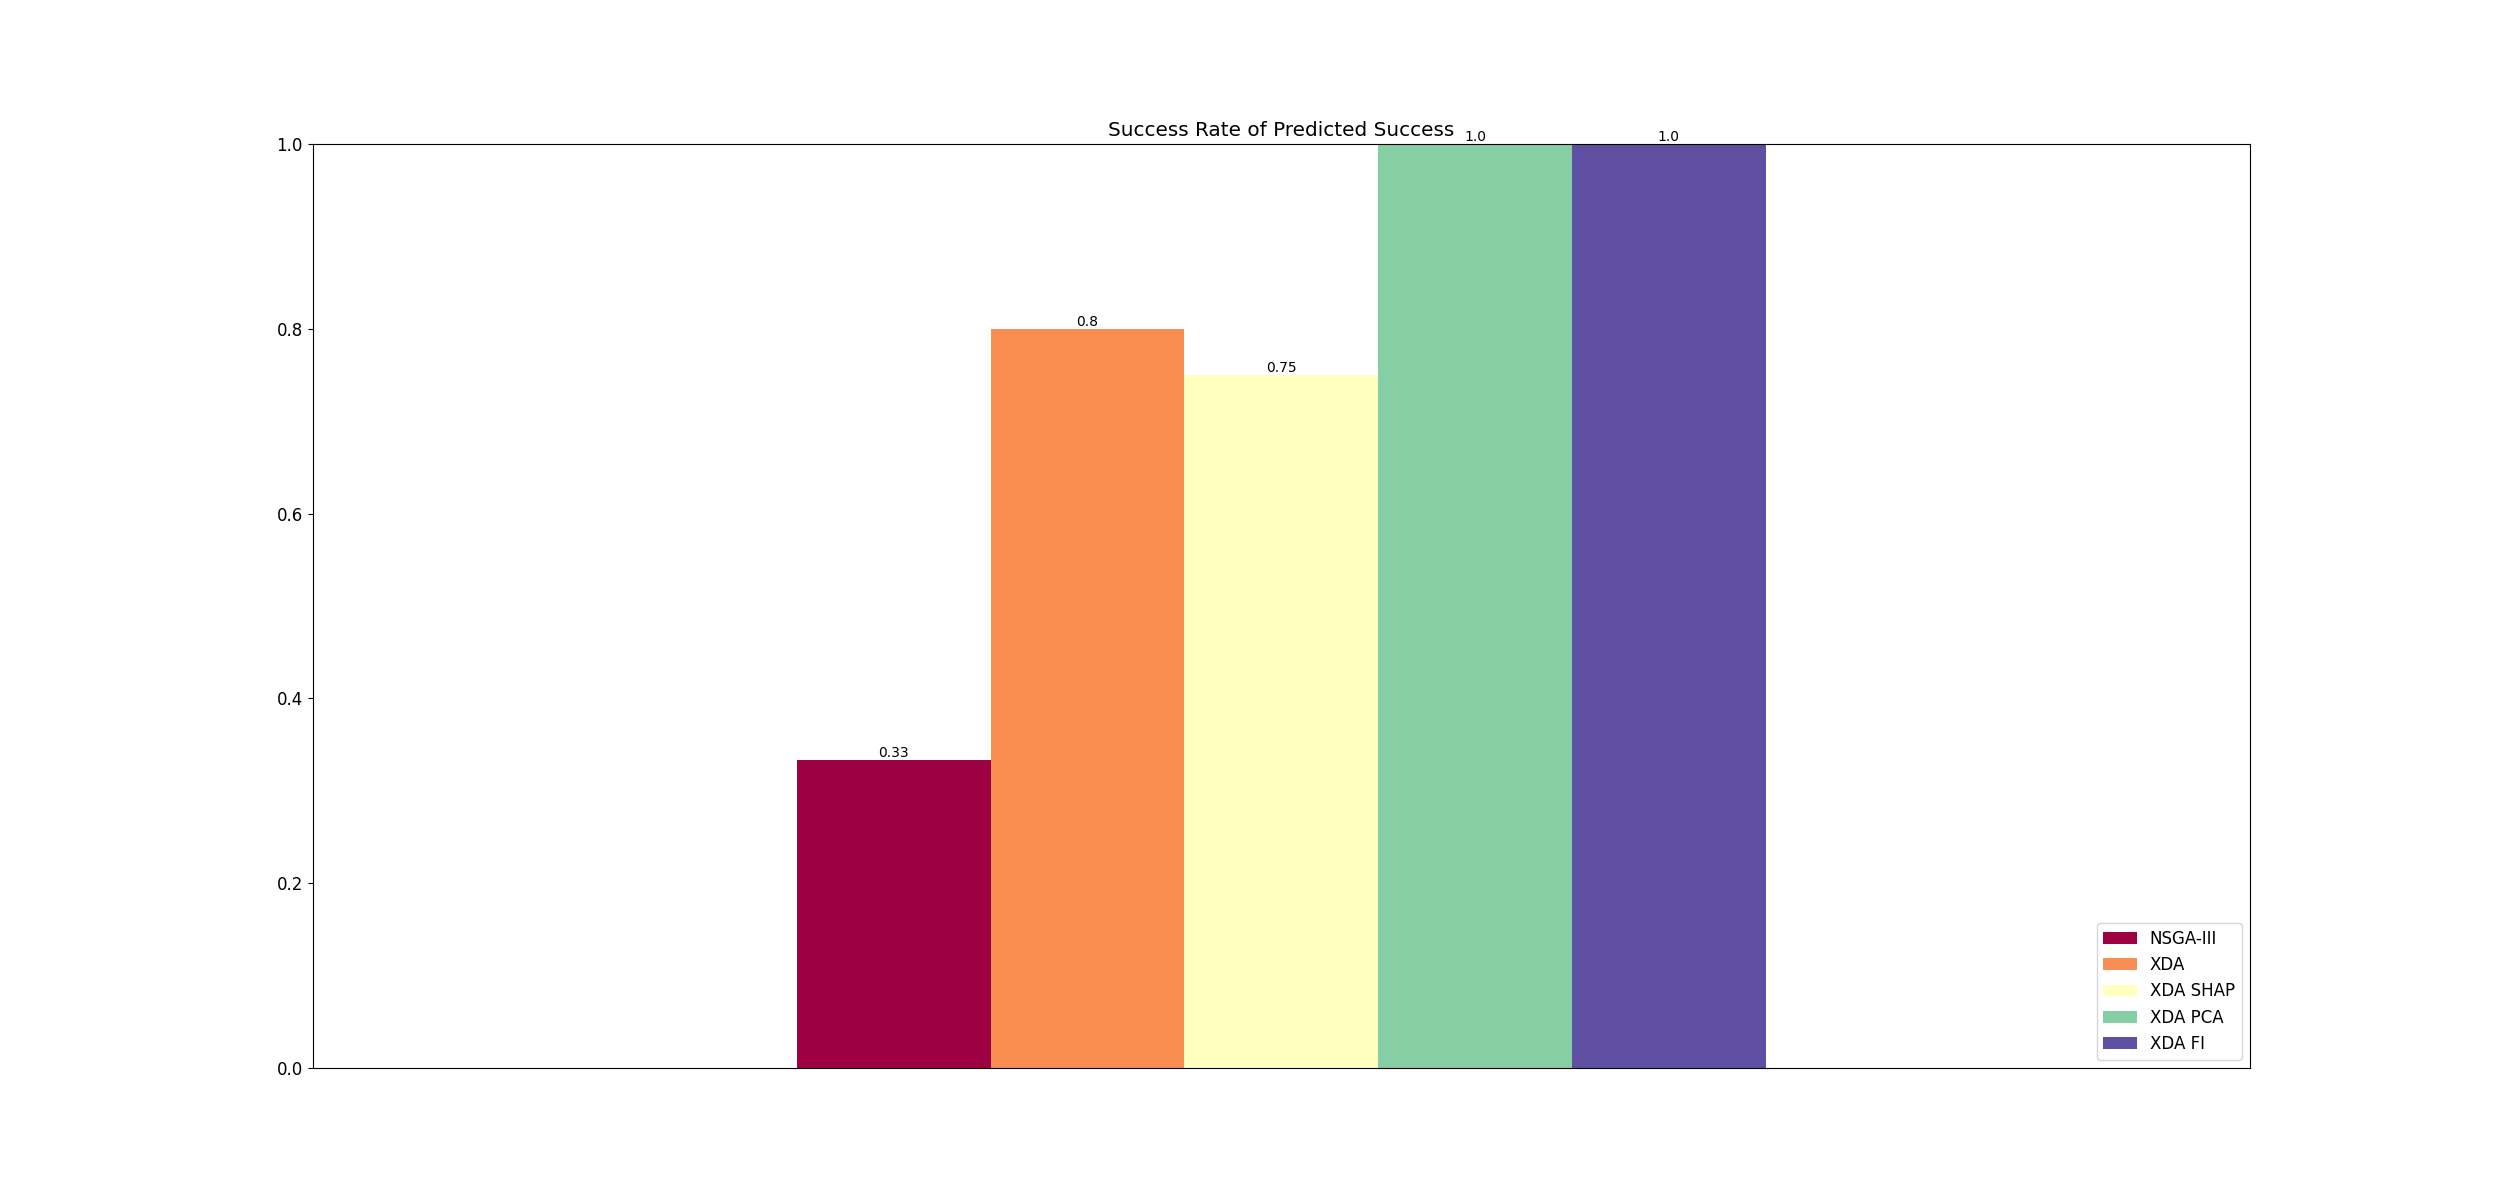 Success Rate of Predicted Success
1.0
1.0
1.0
0.8
0.8
0.75
0.6
0.4
0.33
0.2
0.0
NSGA-III
XDA
XDA SHAP
XDA PCA
XDA FI